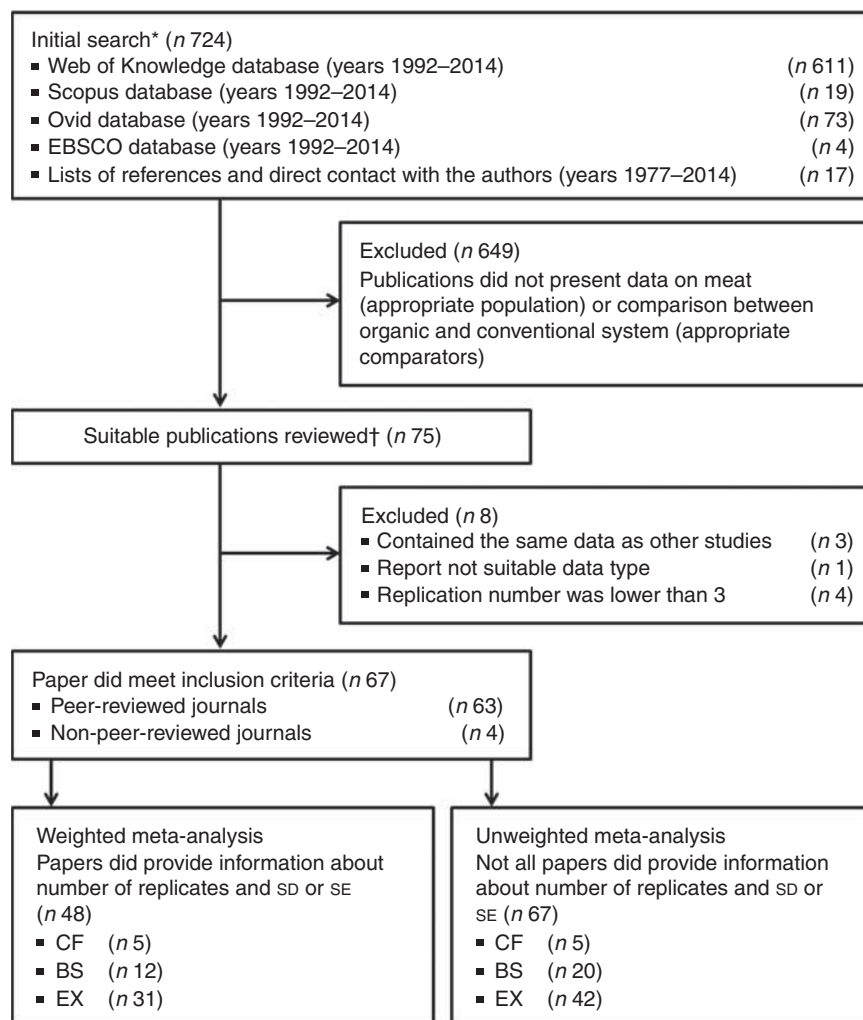 Initial search* (n 724)
▪ Web of Knowledge database (years 1992–2014) (n 611)
▪ Scopus database (years 1992–2014) (n 19)
▪ Ovid database (years 1992–2014) (n 73)
▪ EBSCO database (years 1992–2014) (n 4)
▪ Lists of references and direct contact with the authors (years 1977–2014) (n 17)
Excluded (n 649)
Publications did not present data on meat
(appropriate population) or comparison between
organic and conventional system (appropriate
comparators)
Suitable publications reviewed† (n 75)
Excluded (n 8)
▪ Contained the same data as other studies (n 3)
▪ Report not suitable data type (n 1)
▪ Replication number was lower than 3 (n 4)
Paper did meet inclusion criteria (n 67)
▪ Peer-reviewed journals (n 63)
▪ Non-peer-reviewed journals (n 4)
Weighted meta-analysis
Papers did provide information about
number of replicates and SD or SE
(n 48)
▪ CF (n 5)
▪ BS (n 12)
▪ EX (n 31)
Unweighted meta-analysis
Not all papers did provide information
about number of replicates and SD or
SE (n 67)
▪ CF (n 5)
▪ BS (n 20)
▪ EX (n 42)